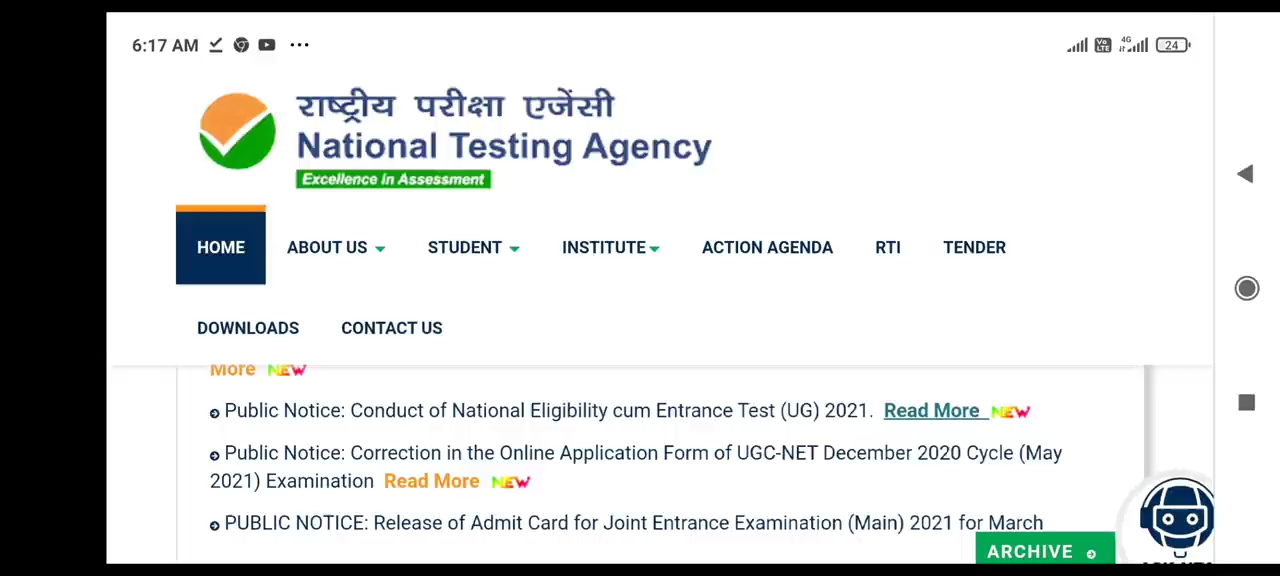 6:17 AM
4G
Vo LTE
24
राष्ट्रीय परीक्षा एजेंसी
National Testing Agency
Excellence in Assessment
HOME ABOUT US STUDENT INSTITUTE ACTION AGENDA RTI TENDER
DOWNLOADS CONTACT US
More NEW
Public Notice: Conduct of National Eligibility cum Entrance Test (UG) 2021. Read More NEW
Public Notice: Correction in the Online Application Form of UGC-NET December 2020 Cycle (May
2021) Examination Read More NEW
PUBLIC NOTICE: Release of Admit Card for Joint Entrance Examination (Main) 2021 for March
ARCHIVE